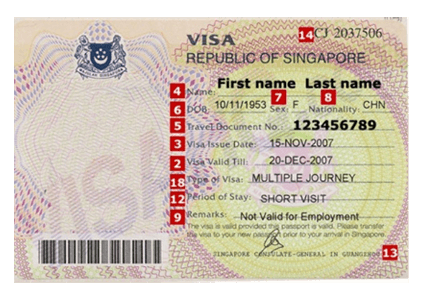 14 CJ 2037506
VISA
REPUBLIC OF SINGAPORE
First name Last name
4 Name:
6 DOB: 10/11/1953 7 Sex: F 8 Nationality: CHN
5 Travel Document No.: 123456789
3 Visa Issue Date: 15-NOV-2007
2 Visa Valid Till: 20-DEC-2007
18 Type of Visa: MULTIPLE JOURNEY
12 Period of Stay: SHORT VISIT
9 Remarks: Not Valid for Employment
The visa is valid provided this passport is valid. Please transfer
the visa to your new passport prior to your arrival in Singapore
SINGAPORE CONSULATE-GENERAL IN GUANGZHOU 13